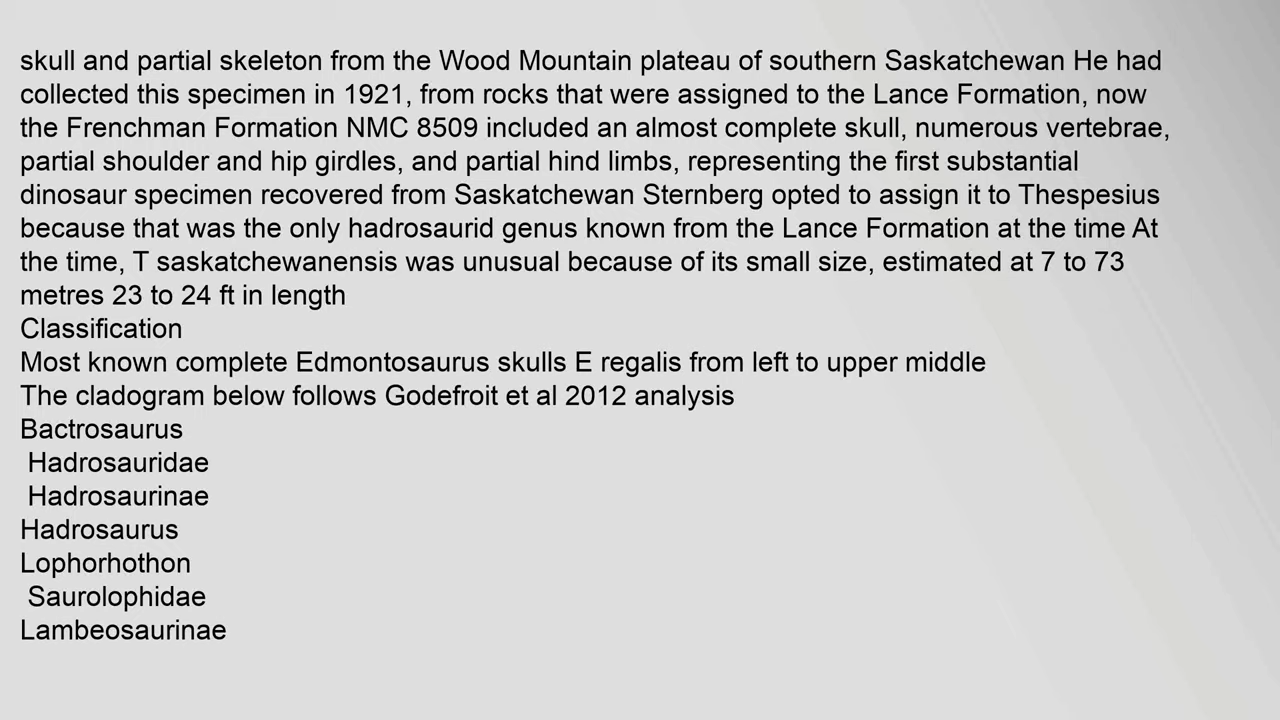 skull and partial skeleton from the Wood Mountain plateau of southern Saskatchewan He had
collected this specimen in 1921, from rocks that were assigned to the Lance Formation, now
the Frenchman Formation NMC 8509 included an almost complete skull, numerous vertebrae,
partial shoulder and hip girdles, and partial hind limbs, representing the first substantial
dinosaur specimen recovered from Saskatchewan Sternberg opted to assign it to Thespesius
because that was the only hadrosaurid genus known from the Lance Formation at the time At
the time, T saskatchewanensis was unusual because of its small size, estimated at 7 to 73
metres 23 to 24 ft in length
Classification
Most known complete Edmontosaurus skulls E regalis from left to upper middle
The cladogram below follows Godefroit et al 2012 analysis
Bactrosaurus
Hadrosauridae
Hadrosaurinae
Hadrosaurus
Lophorhothon
Saurolophidae
Lambeosaurinae